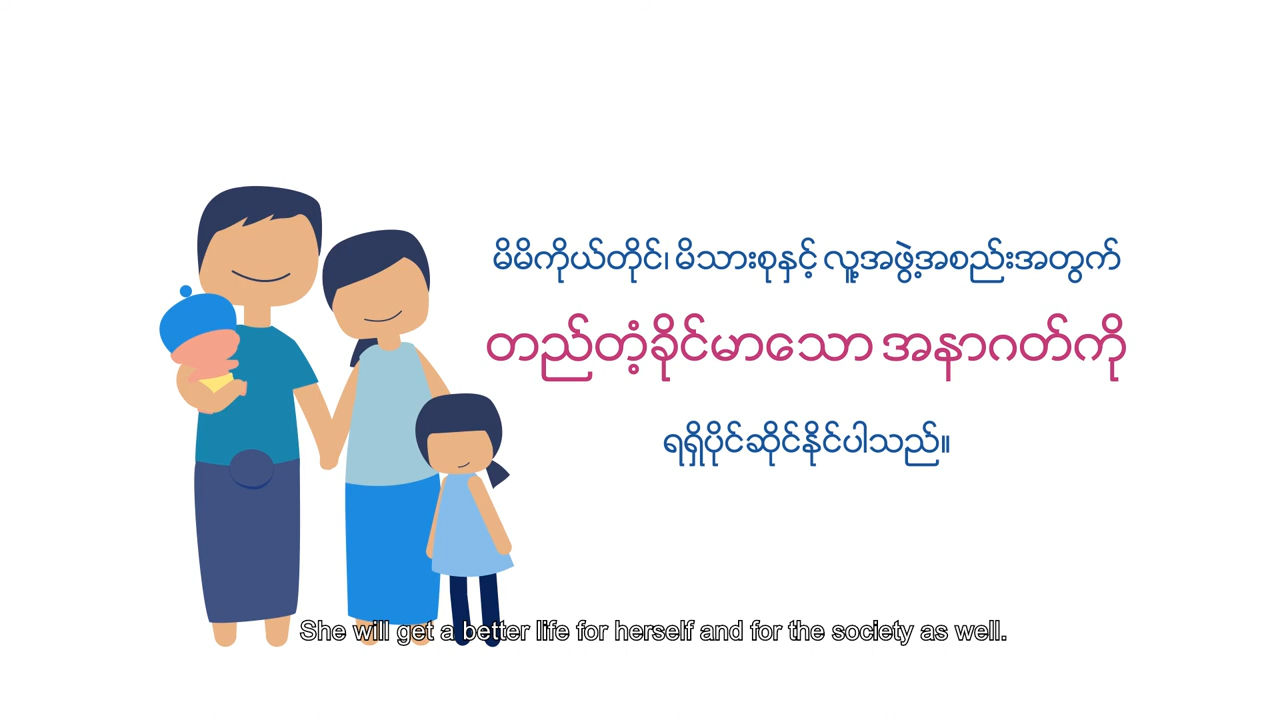 မိမိကိုယ်တိုင်၊ မိသားစုနှင့် လူ့အဖွဲ့အစည်းအတွက်
တည်တံ့ခိုင်မာသော အနာဂတ်ကို
ရရှိပိုင်ဆိုင်နိုင်ပါသည်။
She will get a better life for herself and for the society as well.